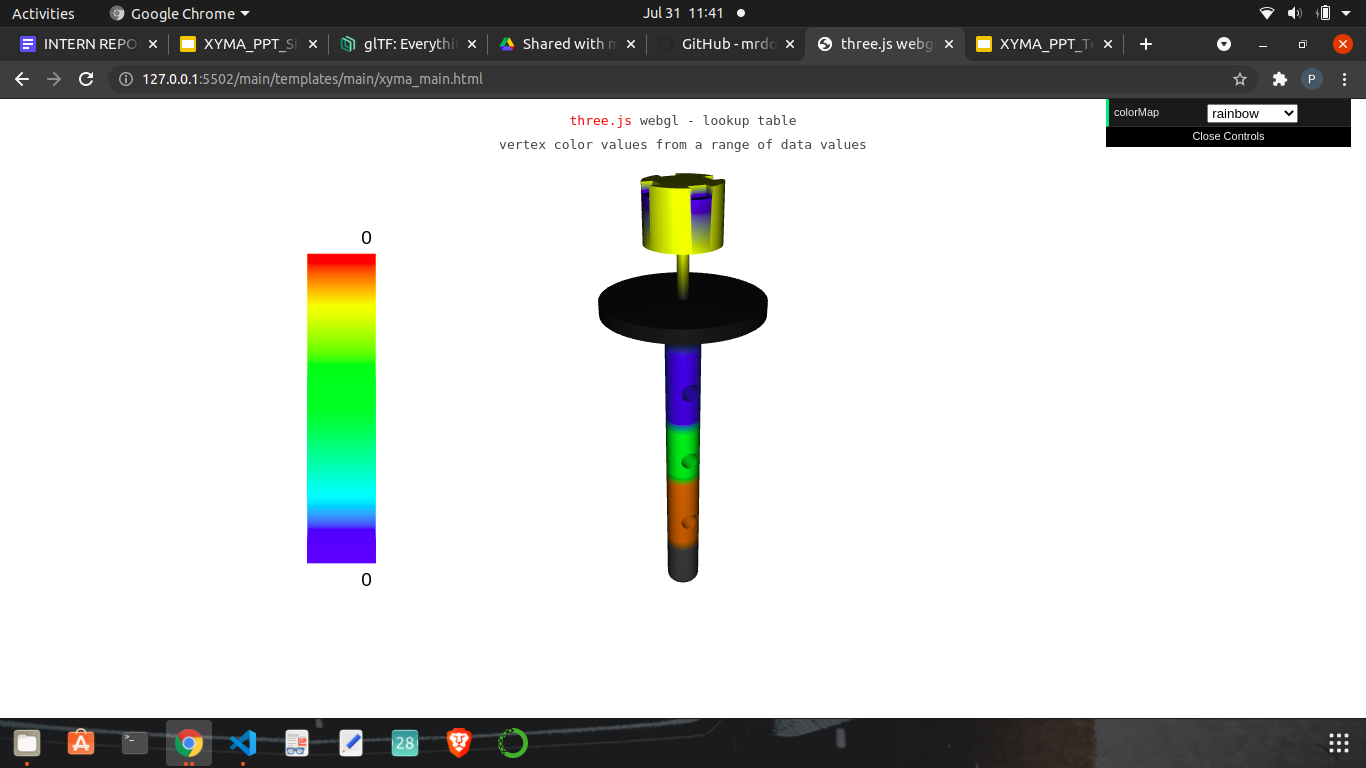 Activities
Google Chrome
Jul 31 11:41
INTERN REPO
XYMA_PPT_Si
glTF: Everythi
Shared with m
GitHub - mrdo
three.js webg
XYMA_PPT_Te
127.0.0.1:5502/main/templates/main/xyma_main.html
P
three.js webgl - lookup table
vertex color values from a range of data values
colorMap
rainbow
Close Controls
0
0
28